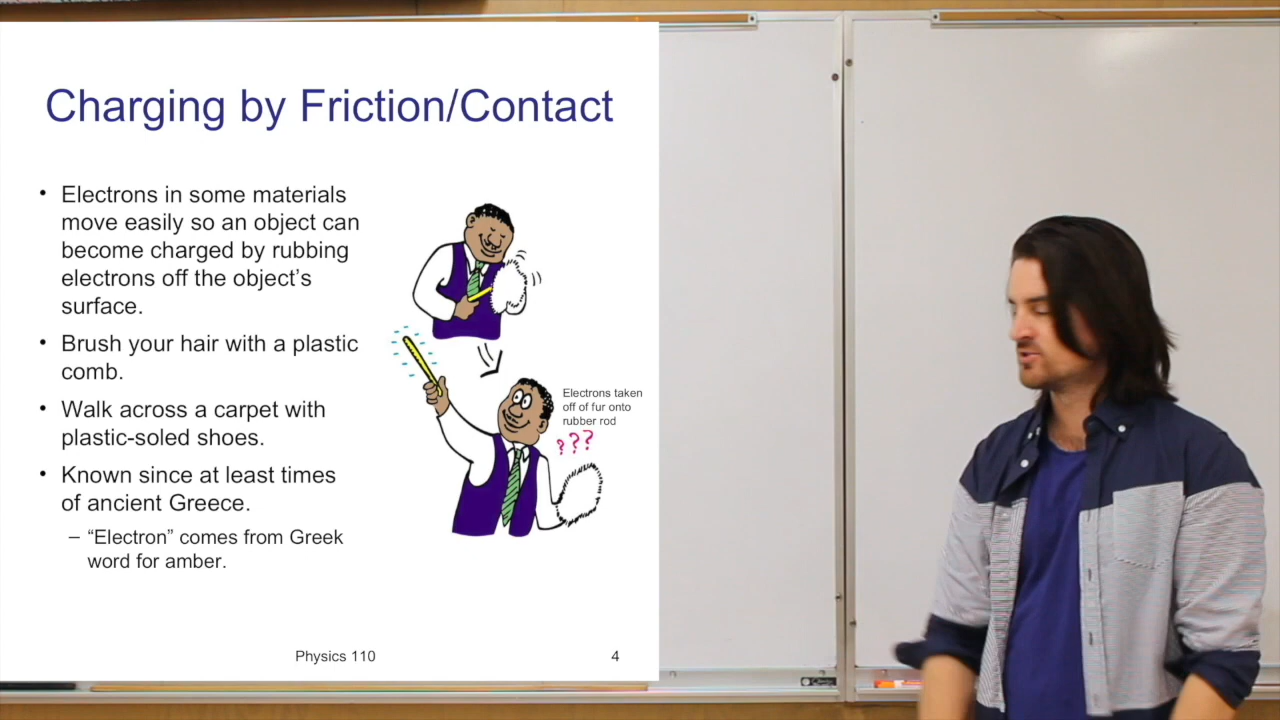 Charging by Friction/Contact
• Electrons in some materials
move easily so an object can
become charged by rubbing
electrons off the object's
surface.
• Brush your hair with a plastic
comb.
• Walk across a carpet with
plastic-soled shoes.
• Known since at least times
of ancient Greece.
– “Electron” comes from Greek
word for amber.
Electrons taken
off of fur onto
rubber rod
???
Physics 110
4